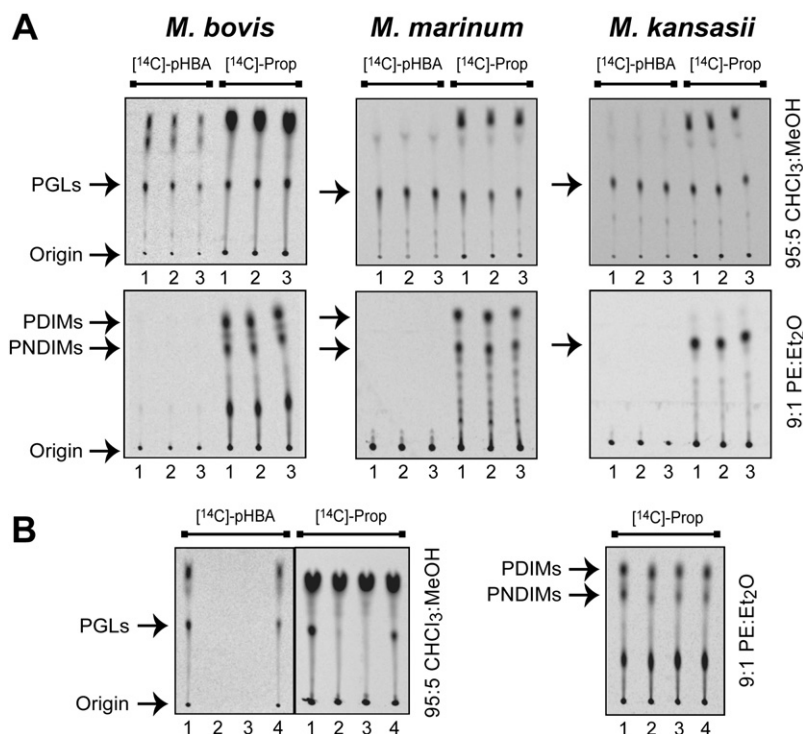 A
M. bovis M. marinum M. kansasii
[¹⁴C]-pHBA [¹⁴C]-Prop [¹⁴C]-pHBA [¹⁴C]-Prop [¹⁴C]-pHBA [¹⁴C]-Prop
PGLs
Origin
95:5 CHCl₃:MeOH
1 2 3 1 2 3 1 2 3 1 2 3 1 2 3 1 2 3
PDIMs
PNDIMs
Origin
9:1 PE:Et₂O
1 2 3 1 2 3 1 2 3 1 2 3 1 2 3 1 2 3
B
[¹⁴C]-pHBA [¹⁴C]-Prop [¹⁴C]-Prop
PGLs
Origin
95:5 CHCl₃:MeOH
PDIMs
PNDIMs
9:1 PE:Et₂O
1 2 3 4 1 2 3 4 1 2 3 4